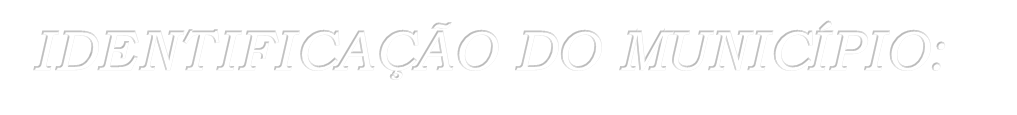 IDENTIFICAÇÃO DO MUNICÍPIO: